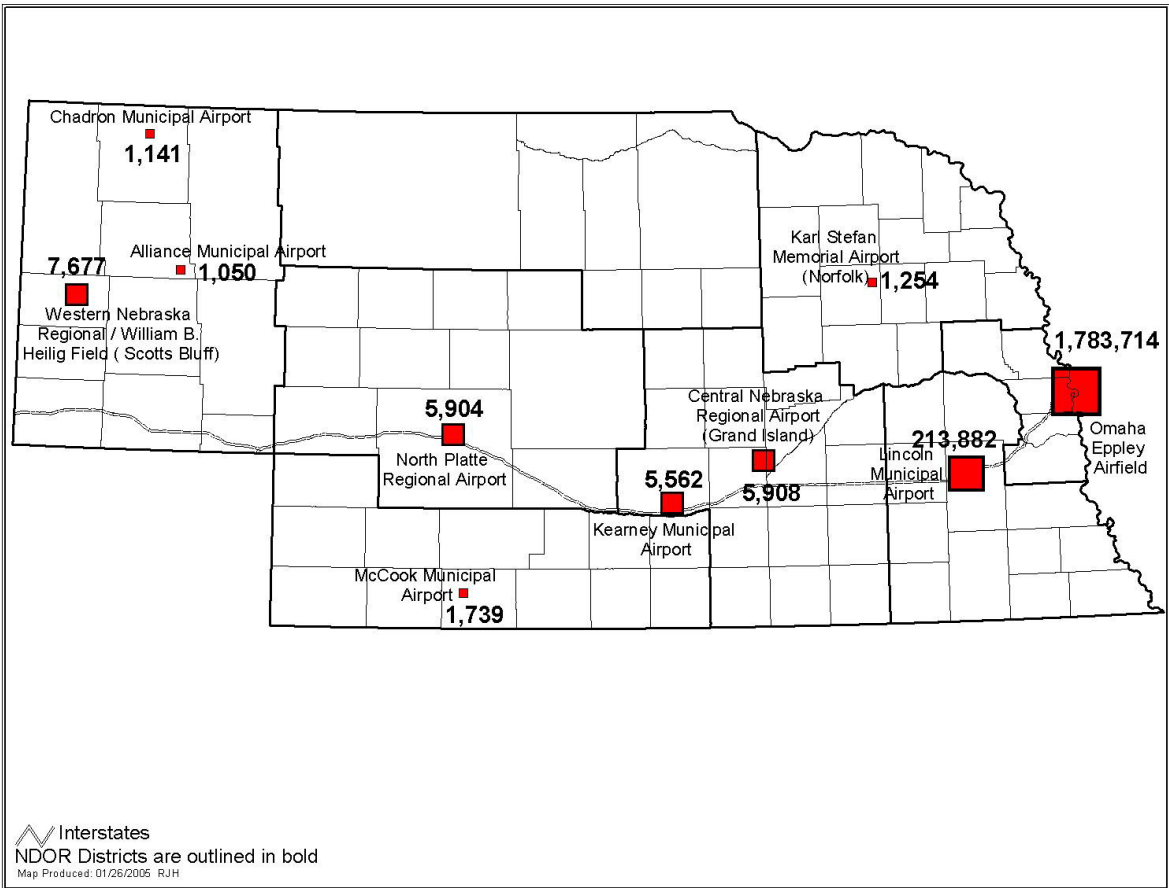 Chadron Municipal Airport
1,141
Alliance Municipal Airport
1,050
7,677
Western Nebraska
Regional / William B.
Heilig Field ( Scotts Bluff)
Karl Stefan
Memorial Airport
(Norfolk)
1,254
1,783,714
Omaha
Eppley
Airfield
5,904
North Platte
Regional Airport
Central Nebraska
Regional Airport
(Grand Island)
5,908
213,882
Lincoln
Municipal
Airport
5,562
Kearney Municipal
Airport
McCook Municipal
Airport
1,739
Interstates
NDOR Districts are outlined in bold
Map Produced: 01/26/2005 RJH